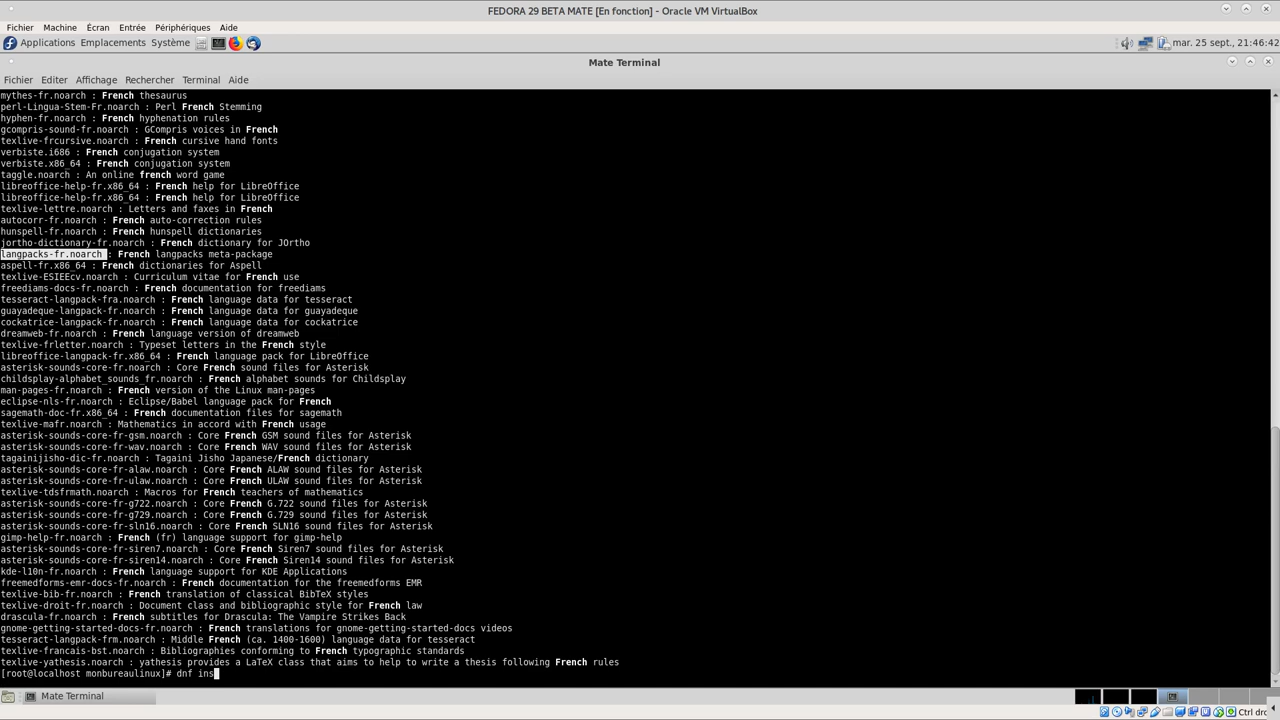 FEDORA 29 BETA MATE [En fonction] - Oracle VM VirtualBox
Fichier Machine Écran Entrée Périphériques Aide
Applications Emplacements Système mar. 25 sept., 21:46:42
Mate Terminal
Fichier Editer Affichage Rechercher Terminal Aide
mythes-fr.noarch : French thesaurus
perl-Lingua-Stem-Fr.noarch : Perl French Stemming
hyphen-fr.noarch : French hyphenation rules
gcompris-sound-fr.noarch : GCompris voices in French
texlive-frcursive.noarch : French cursive hand fonts
verbiste.i686 : French conjugation system
verbiste.x86_64 : French conjugation system
taggle.noarch : An online french word game
libreoffice-help-fr.x86_64 : French help for LibreOffice
libreoffice-help-fr.x86_64 : French help for LibreOffice
texlive-lettre.noarch : Letters and faxes in French
autocorr-fr.noarch : French auto-correction rules
hunspell-fr.noarch : French hunspell dictionaries
jortho-dictionary-fr.noarch : French dictionary for JOrtho
langpacks-fr.noarch : French langpacks meta-package
aspell-fr.x86_64 : French dictionaries for Aspell
texlive-ESIEEcv.noarch : Curriculum vitae for French use
freediams-docs-fr.noarch : French documentation for freediams
tesseract-langpack-fra.noarch : French language data for tesseract
guayadeque-langpack-fr.noarch : French language data for guayadeque
cockatrice-langpack-fr.noarch : French language data for cockatrice
dreamweb-fr.noarch : French language version of dreamweb
texlive-frletter.noarch : Typeset letters in the French style
libreoffice-langpack-fr.x86_64 : French language pack for LibreOffice
asterisk-sounds-core-fr.noarch : Core French sound files for Asterisk
childsplay-alphabet_sounds_fr.noarch : French alphabet sounds for Childsplay
man-pages-fr.noarch : French version of the Linux man-pages
eclipse-nls-fr.noarch : Eclipse/Babel language pack for French
sagemath-doc-fr.x86_64 : French documentation files for sagemath
texlive-mafr.noarch : Mathematics in accord with French usage
asterisk-sounds-core-fr-gsm.noarch : Core French GSM sound files for Asterisk
asterisk-sounds-core-fr-wav.noarch : Core French WAV sound files for Asterisk
tagainijisho-dic-fr.noarch : Tagaini Jisho Japanese/French dictionary
asterisk-sounds-core-fr-alaw.noarch : Core French ALAW sound files for Asterisk
asterisk-sounds-core-fr-ulaw.noarch : Core French ULAW sound files for Asterisk
texlive-tdsfrmath.noarch : Macros for French teachers of mathematics
asterisk-sounds-core-fr-g722.noarch : Core French G.722 sound files for Asterisk
asterisk-sounds-core-fr-g729.noarch : Core French G.729 sound files for Asterisk
asterisk-sounds-core-fr-sln16.noarch : Core French SLN16 sound files for Asterisk
gimp-help-fr.noarch : French (fr) language support for gimp-help
asterisk-sounds-core-fr-siren7.noarch : Core French Siren7 sound files for Asterisk
asterisk-sounds-core-fr-siren14.noarch : Core French Siren14 sound files for Asterisk
kde-l10n-fr.noarch : French language support for KDE Applications
freemedforms-emr-docs-fr.noarch : French documentation for the freemedforms EMR
texlive-bib-fr.noarch : French translation of classical BibTeX styles
texlive-droit-fr.noarch : Document class and bibliographic style for French law
drascula-fr.noarch : French subtitles for Drascula: The Vampire Strikes Back
gnome-getting-started-docs-fr.noarch : French translations for gnome-getting-started-docs videos
tesseract-langpack-frm.noarch : Middle French (ca. 1400-1600) language data for tesseract
texlive-francais-bst.noarch : Bibliographies conforming to French typographic standards
texlive-yathesis.noarch : yathesis provides a LaTeX class that aims to help to write a thesis following French rules
[root@localhost monbureaulinux]# dnf ins
Mate Terminal
Ctrl dro